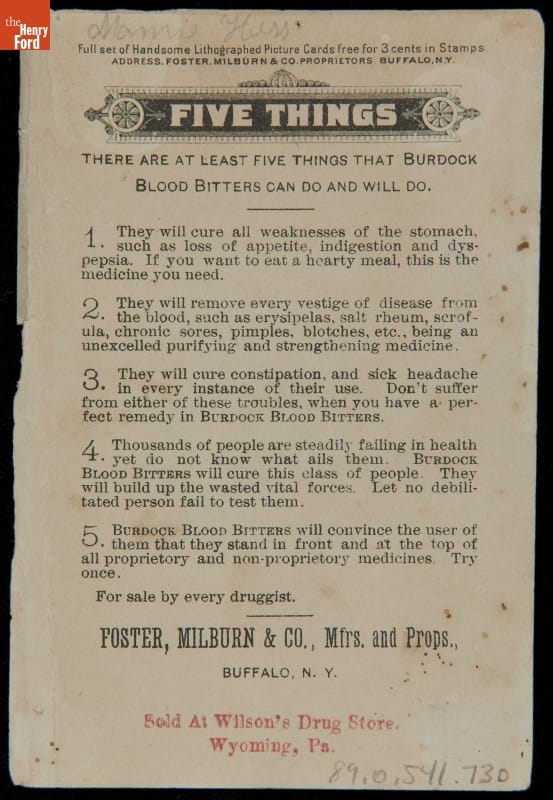 the
Henry
Ford
Mamie Hess
Full set of Handsome Lithographed Picture Cards free for 3 cents in Stamps
ADDRESS, FOSTER, MILBURN & CO. PROPRIETORS BUFFALO, N.Y.
FIVE THINGS
THERE ARE AT LEAST FIVE THINGS THAT BURDOCK
BLOOD BITTERS CAN DO AND WILL DO.
1. They will cure all weaknesses of the stomach,
such as loss of appetite, indigestion and dys-
pepsia. If you want to eat a hearty meal, this is the
medicine you need.
2. They will remove every vestige of disease from
the blood, such as erysipelas, salt rheum, scrof-
ula, chronic sores, pimples, blotches, etc., being an
unexcelled purifying and strengthening medicine.
3. They will cure constipation, and sick headache
in every instance of their use. Don't suffer
from either of these troubles, when you have a per-
fect remedy in BURDOCK BLOOD BITTERS.
4. Thousands of people are steadily failing in health
yet do not know what ails them. BURDOCK
BLOOD BITTERS will cure this class of people. They
will build up the wasted vital forces. Let no debili-
tated person fail to test them.
5. BURDOCK BLOOD BITTERS will convince the user of
them that they stand in front and at the top of
all proprietory and non-proprietory medicines. Try
once.
For sale by every druggist.
FOSTER, MILBURN & CO., Mfrs. and Props.,
BUFFALO, N. Y.
Sold At Wilson's Drug Store.
Wyoming, Pa.
89.0.541.730